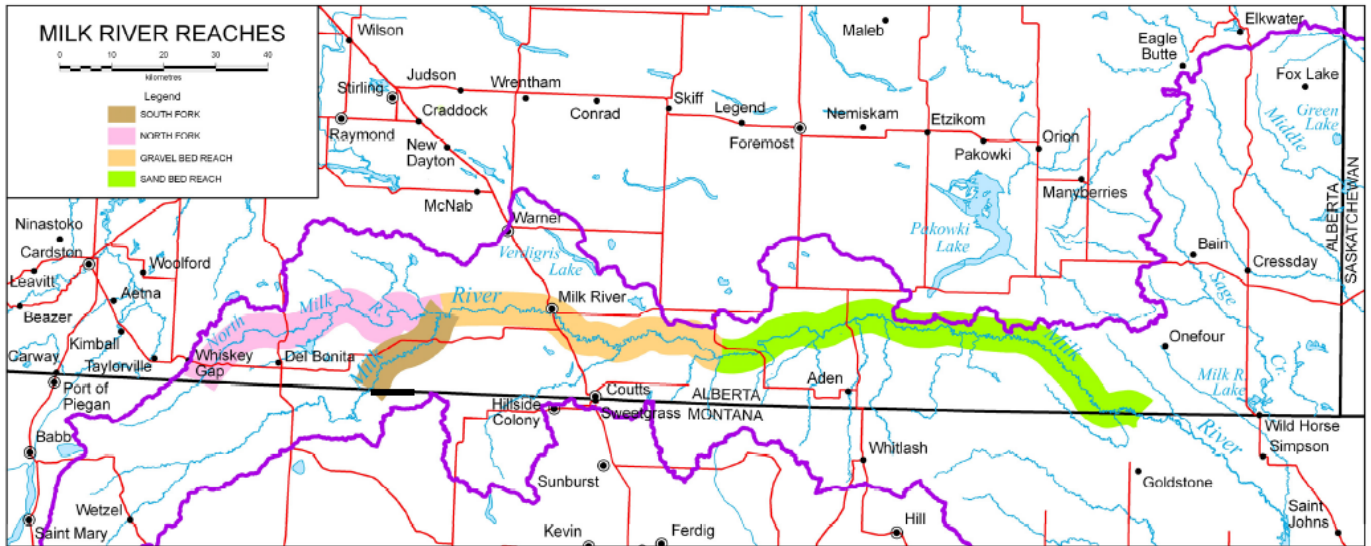 MILK RIVER REACHES
0 5 10 20 30 40
kilometres
Legend
SOUTH FORK
NORTH FORK
GRAVEL BED REACH
SAND BED REACH
Wilson
Stirling
Judson
Craddock
Raymond
New
Dayton
McNab
Wrentham
Conrad
Skiff
Legend
Foremost
Maleb
Nemiskam
Etzikom
Pakowki
Orion
Manyberries
Eagle
Butte
Elkwater
Fox Lake
Green
Lake
Middle
ALBERTA
SASKATCHEWAN
Ninastoko
Cardston
Leavitt
Woolford
Aetna
Beazer
Kimball
Carway
Taylorville
Whiskey
Gap
Port of
Piegan
Del Bonita
Warner
Verdigris
Lake
North
Milk
River
Milk River
Milk
Pakowki
Lake
Bain
Cressday
Sage
Cr.
Onefour
Milk R.
Lake
Milk
River
Aden
Coutts
ALBERTA
Sweetgrass
MONTANA
Hillside
Colony
Babb
Wetzel
Saint Mary
Sunburst
Kevin
Ferdig
Whitlash
Hill
Wild Horse
Simpson
Goldstone
Saint
Johns